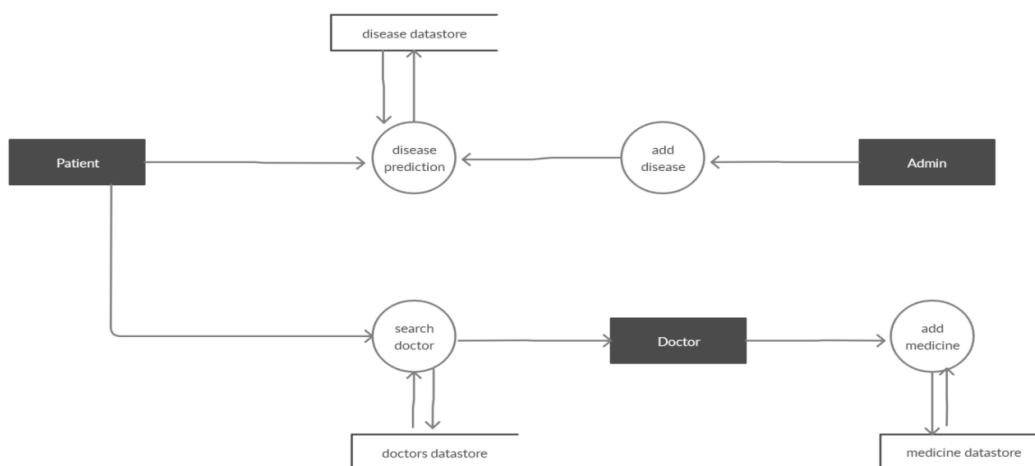 disease datastore
Patient
disease
prediction
add
disease
Admin
search
doctor
Doctor
add
medicine
doctors datastore
medicine datastore